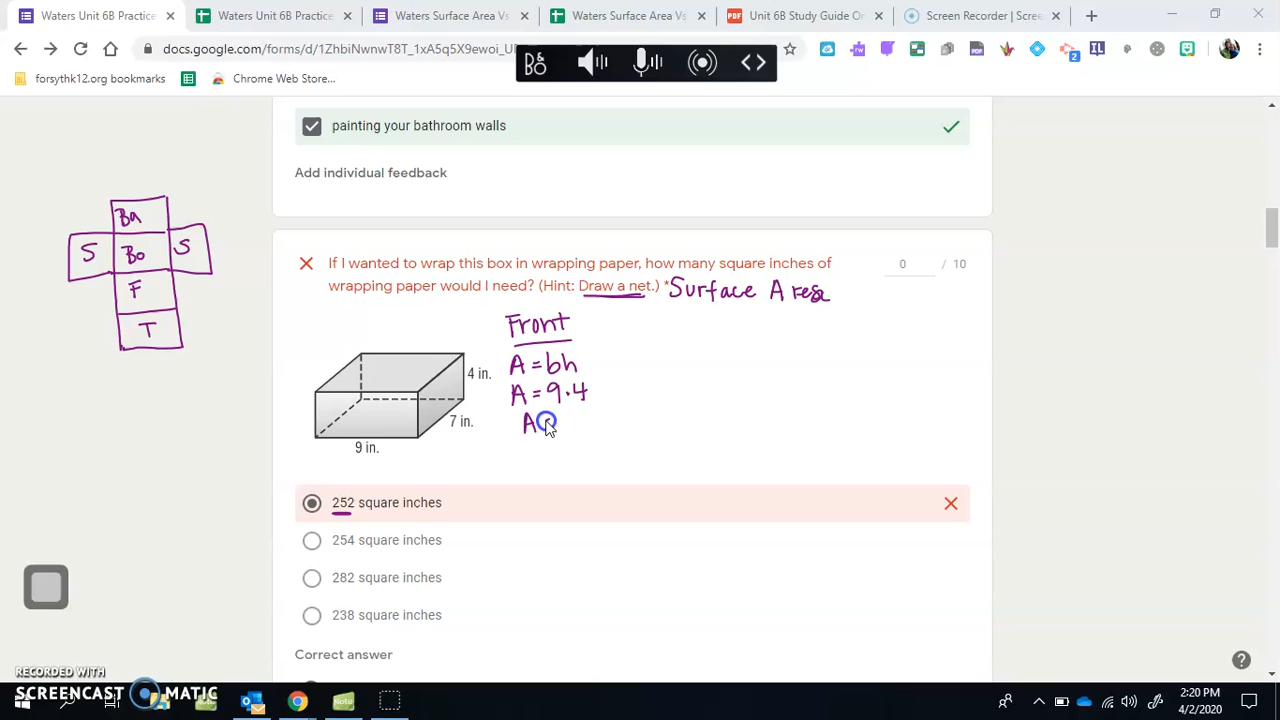 Waters Unit 6B Practice
Waters Unit 6B Practice
Waters Surface Area Vs
Waters Surface Area Vs
Unit 6B Study Guide
Screen Recorder | Scree
docs.google.com/forms/d/1ZhbiNwnwT8T_1xA5q5X9ewoi_U
forsythk12.org bookmarks
Chrome Web Store...
painting your bathroom walls
Add individual feedback
Ba
S Bo S
F
T
If I wanted to wrap this box in wrapping paper, how many square inches of
wrapping paper would I need? (Hint: Draw a net.) *
0 / 10
Surface Area
Front
A = bh
A = 9·4
A
4 in.
7 in.
9 in.
252 square inches
254 square inches
282 square inches
238 square inches
Correct answer
RECORDED WITH
SCREENCAST MATIC
2:20 PM
4/2/2020